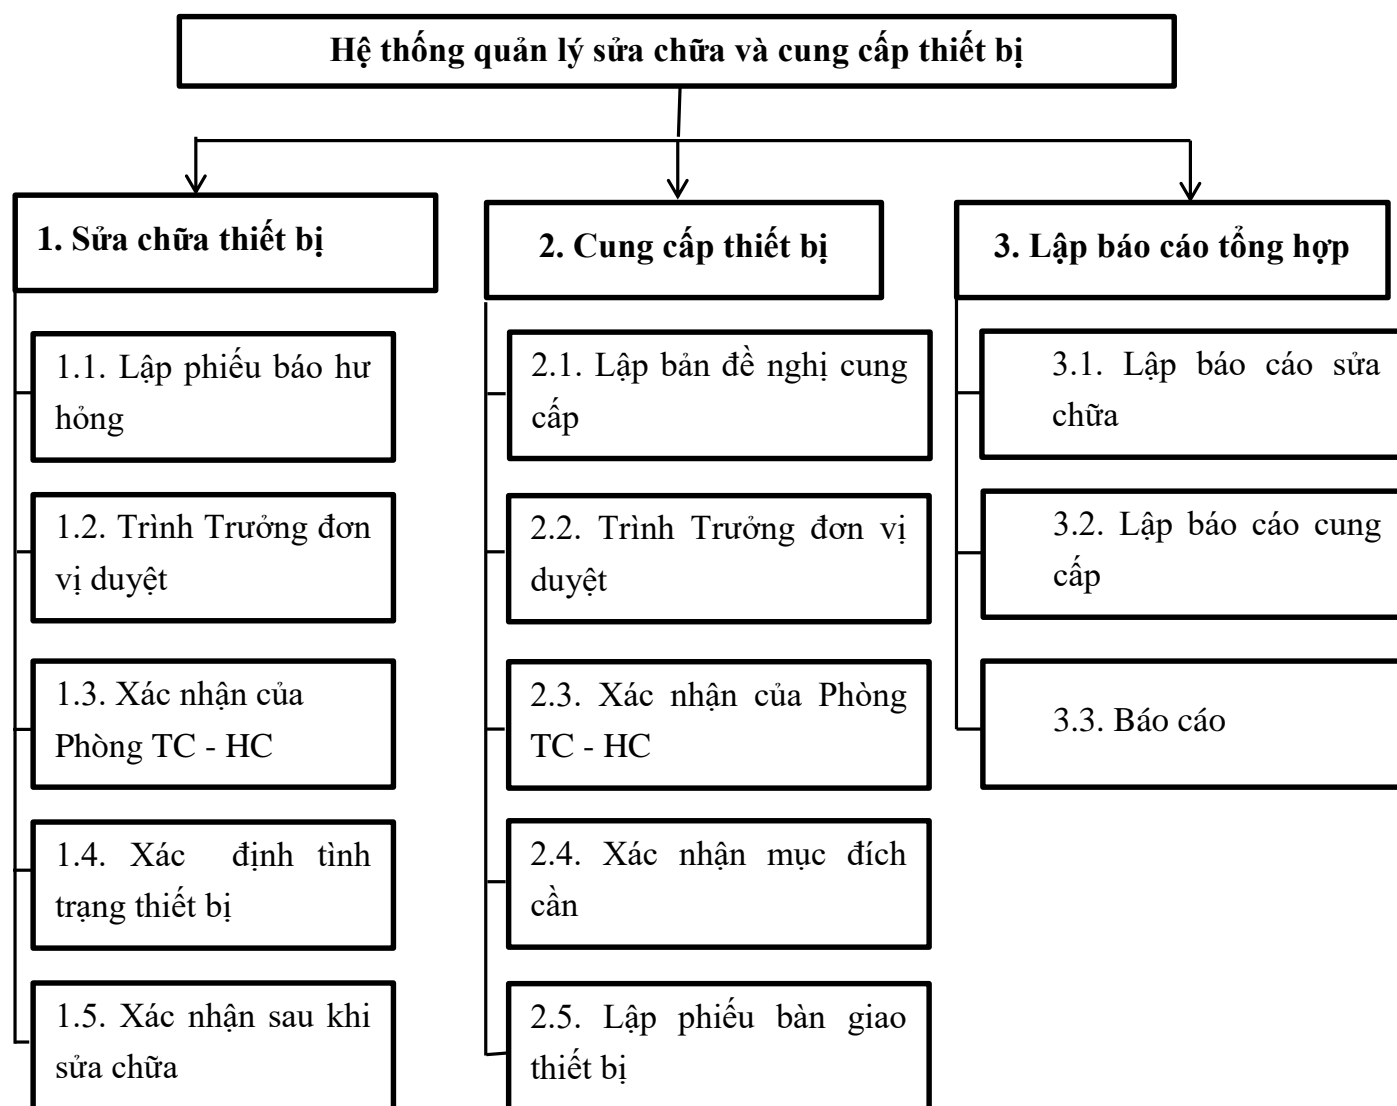 Hệ thống quản lý sửa chữa và cung cấp thiết bị
1. Sửa chữa thiết bị
1.1. Lập phiếu báo hư
hỏng
1.2. Trình Trưởng đơn
vị duyệt
1.3. Xác nhận của
Phòng TC - HC
1.4. Xác định tình
trạng thiết bị
1.5. Xác nhận sau khi
sửa chữa
2. Cung cấp thiết bị
2.1. Lập bản đề nghị cung
cấp
2.2. Trình Trưởng đơn vị
duyệt
2.3. Xác nhận của Phòng
TC - HC
2.4. Xác nhận mục đích
cần
2.5. Lập phiếu bàn giao
thiết bị
3. Lập báo cáo tổng hợp
3.1. Lập báo cáo sửa
chữa
3.2. Lập báo cáo cung
cấp
3.3. Báo cáo